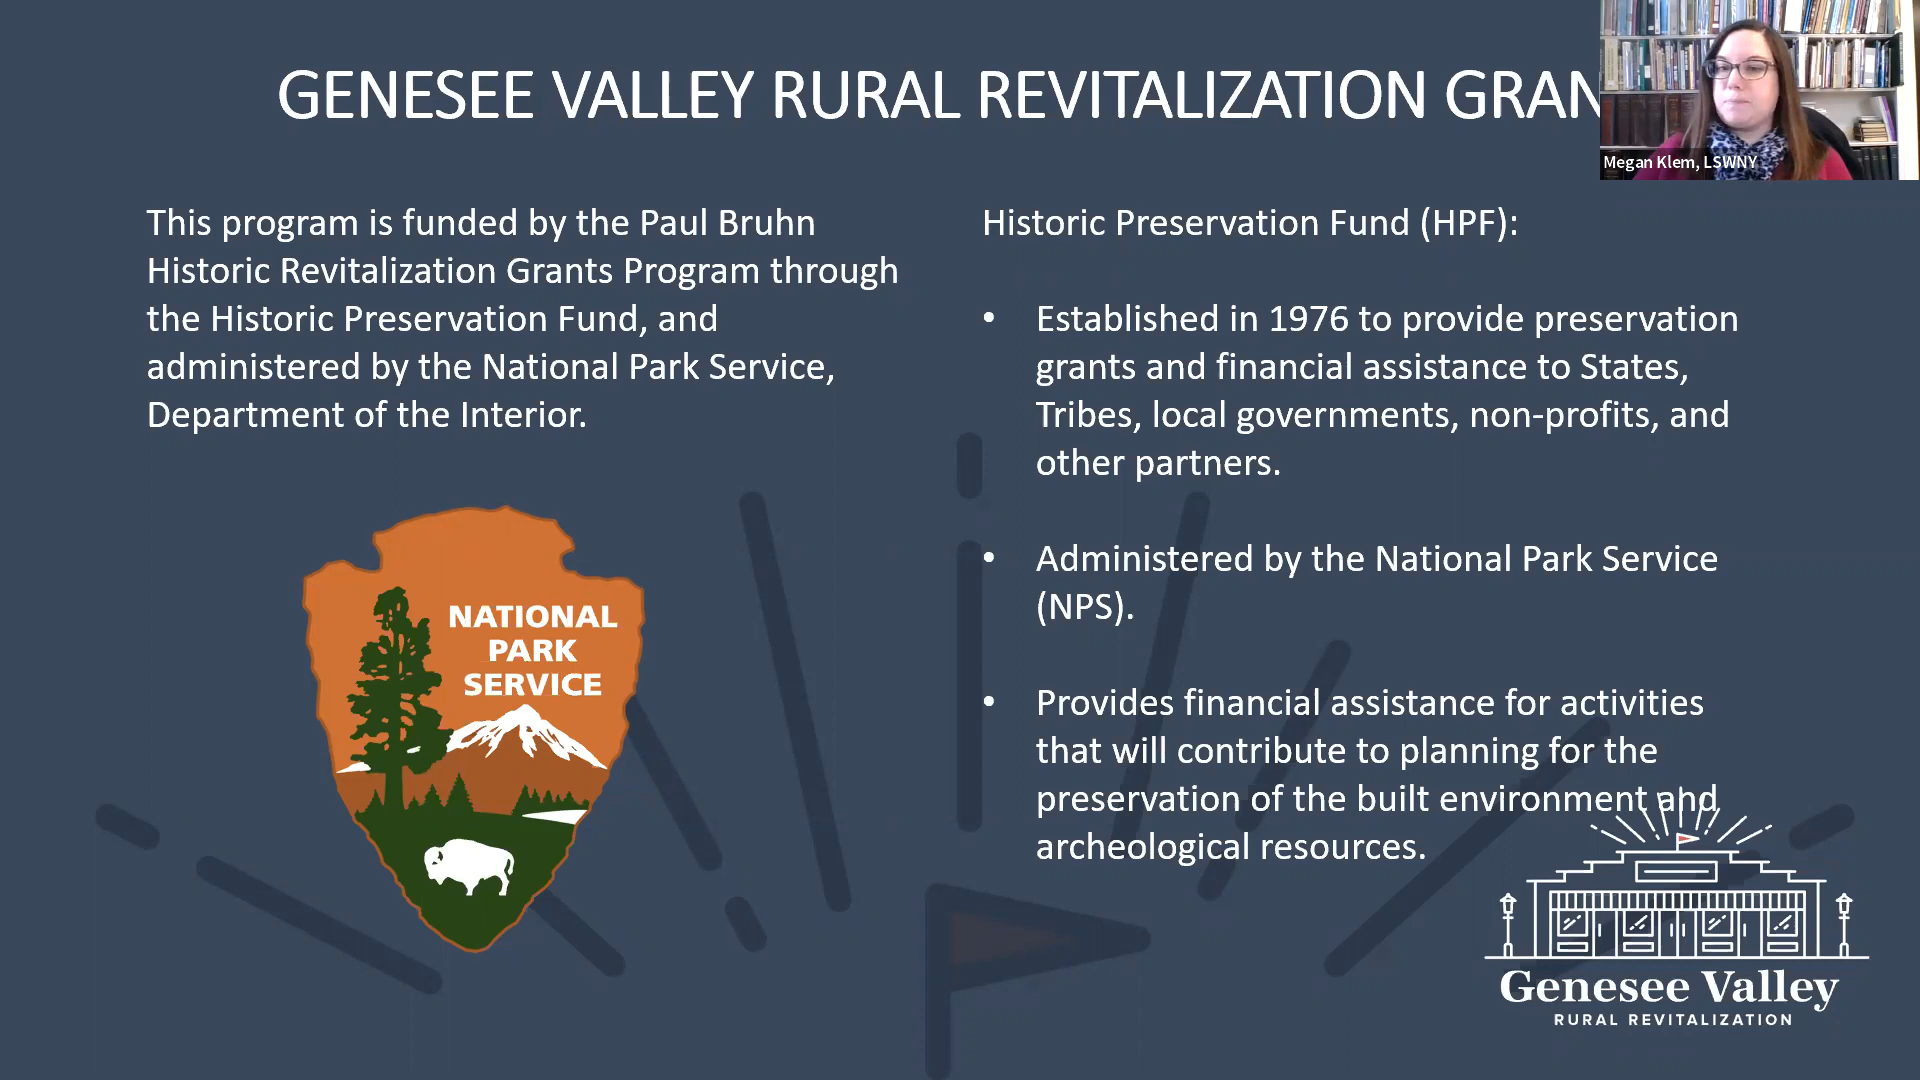 GENESEE VALLEY RURAL REVITALIZATION GRAN
Megan Klem, LSWNY
This program is funded by the Paul Bruhn
Historic Revitalization Grants Program through
the Historic Preservation Fund, and
administered by the National Park Service,
Department of the Interior.
NATIONAL
PARK
SERVICE
Historic Preservation Fund (HPF):
• Established in 1976 to provide preservation
grants and financial assistance to States,
Tribes, local governments, non-profits, and
other partners.
• Administered by the National Park Service
(NPS).
• Provides financial assistance for activities
that will contribute to planning for the
preservation of the built environment and
archeological resources.
Genesee Valley
RURAL REVITALIZATION